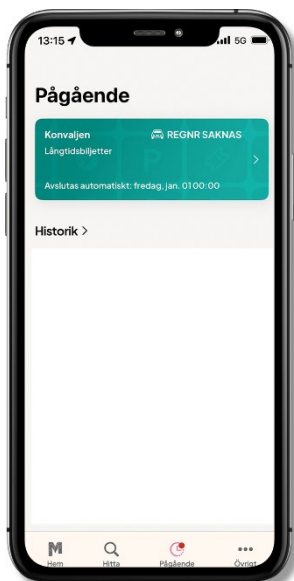 13:15
5G
Pågående
Konvaljen
REGNR SAKNAS
Långtidsbiljetter
Avslutas automatiskt: fredag, jan. 01 00:00
Historik >
M
Hem
Hitta
Pågående
Övrigt